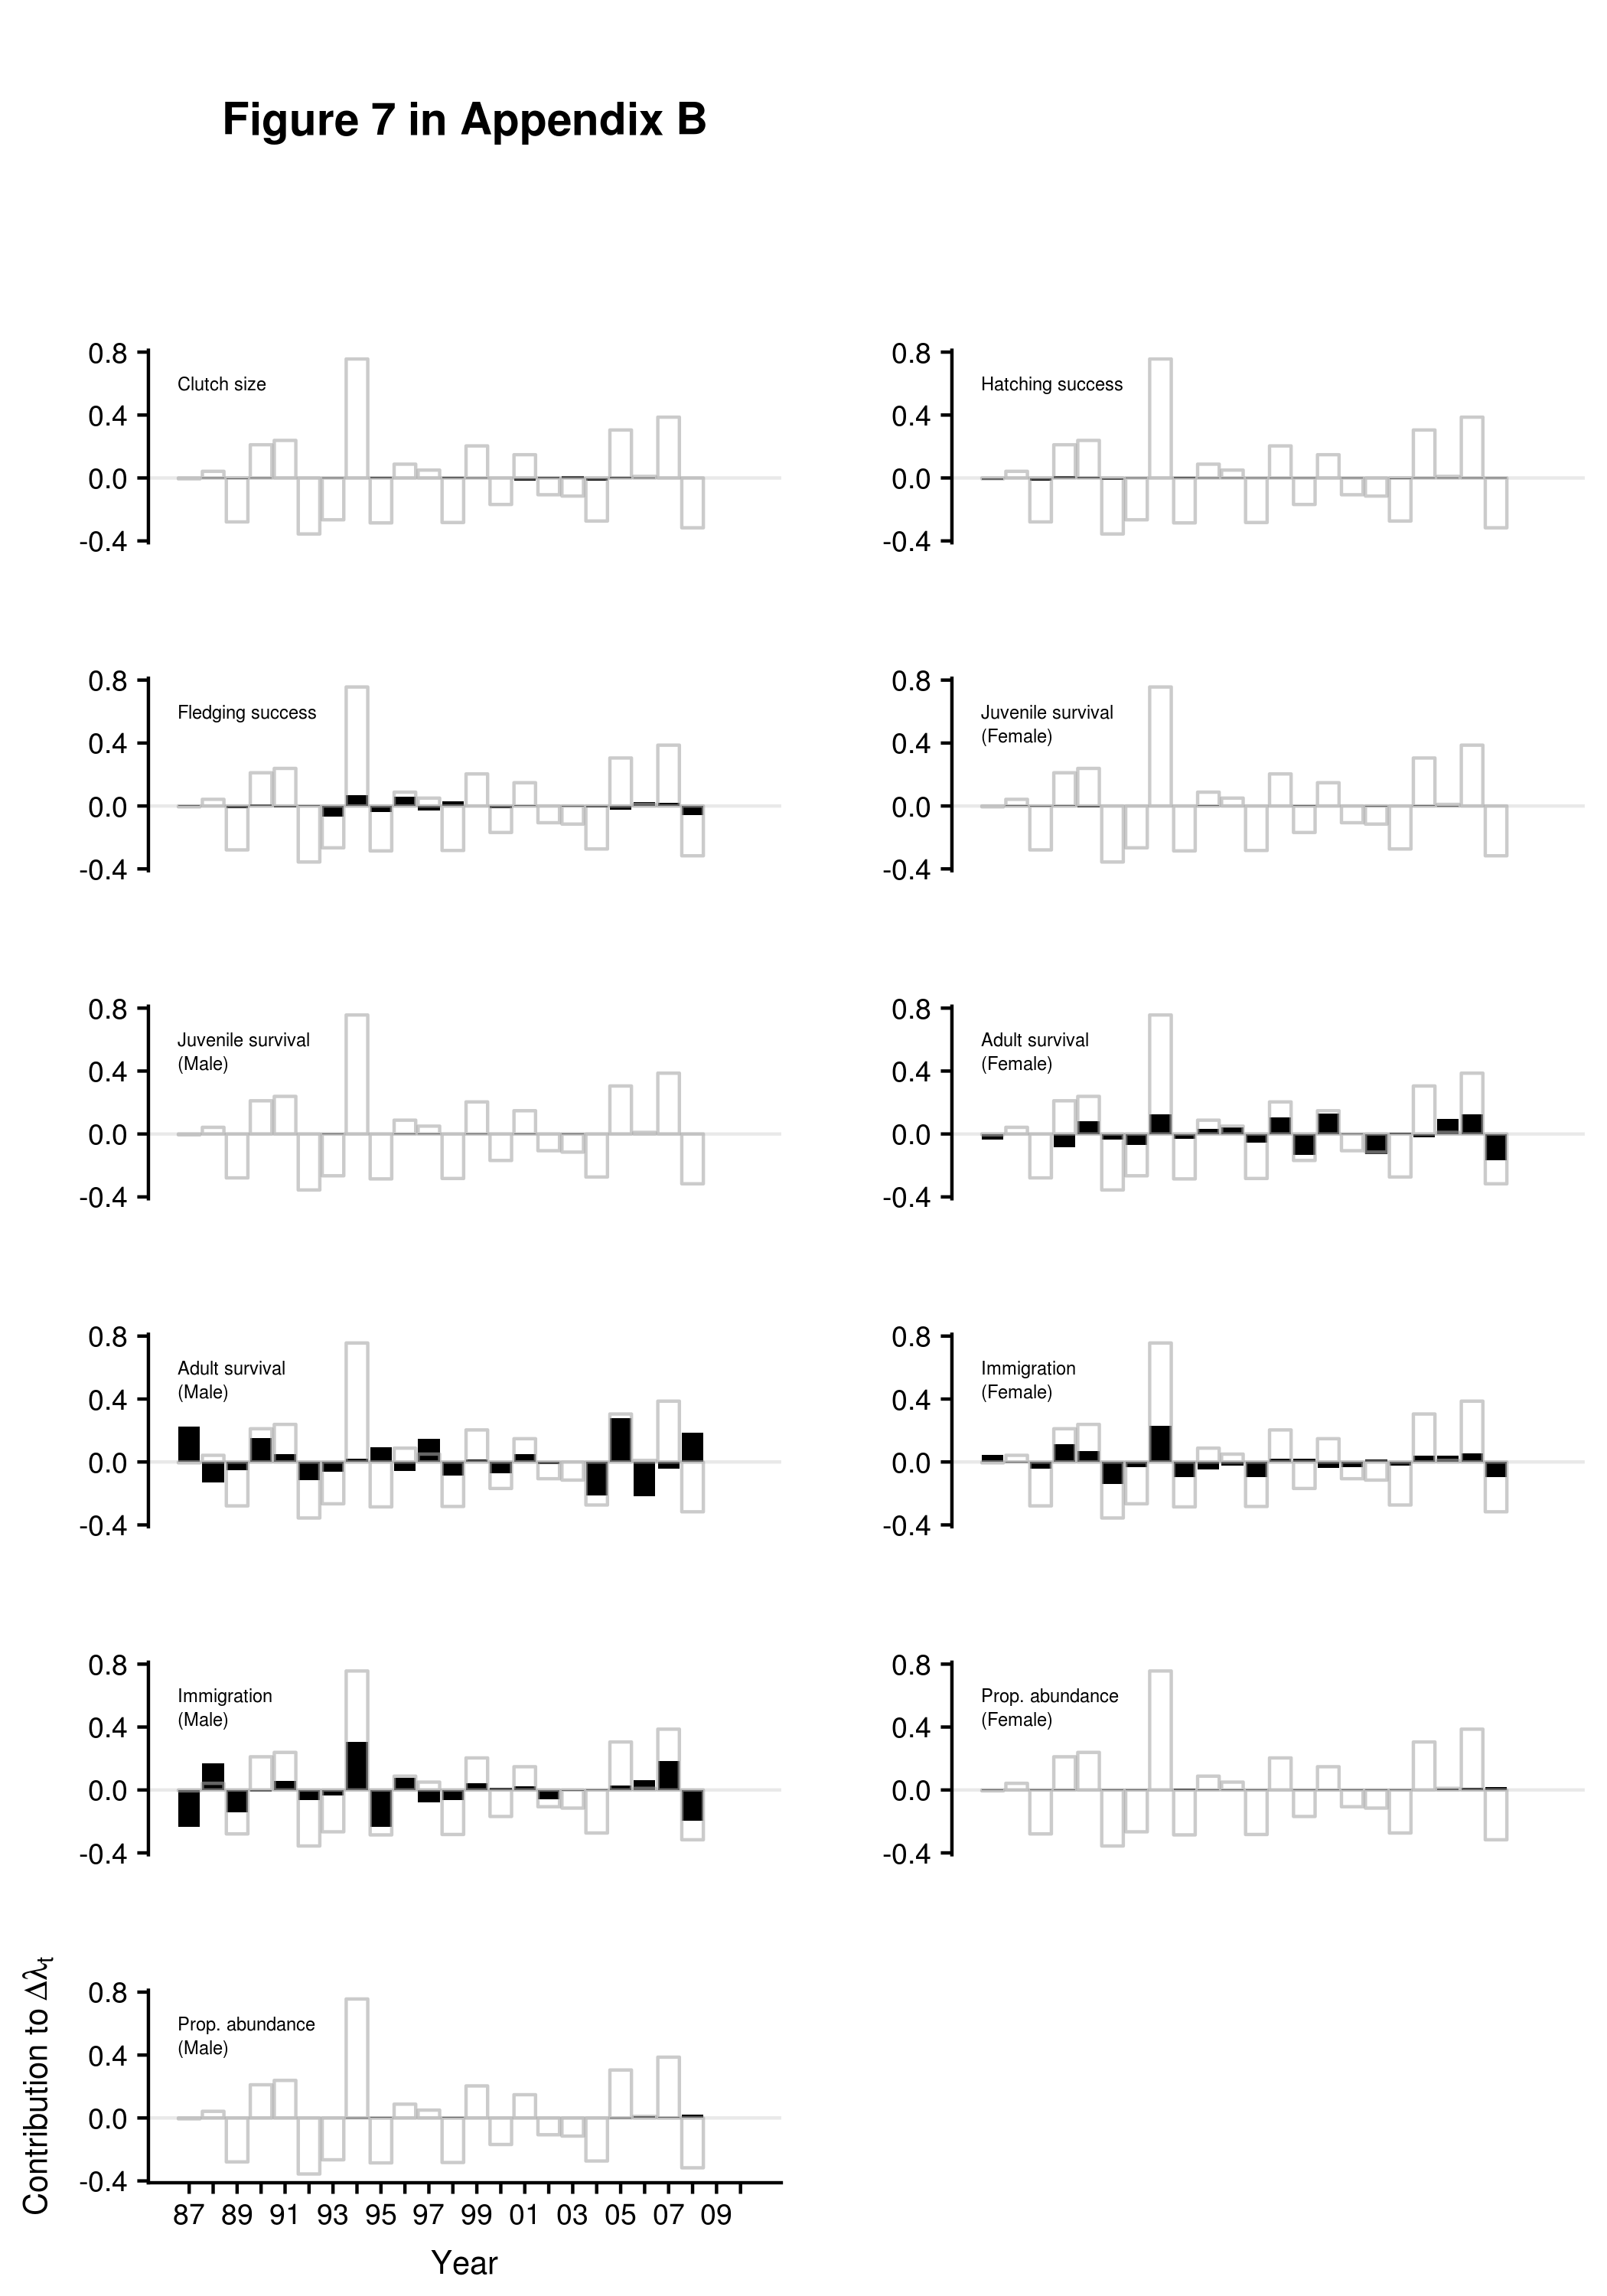 Figure 7 in Appendix B
0.8
0.4
0.0
-0.4
Clutch size
0.8
0.4
0.0
-0.4
Hatching success
0.8
0.4
0.0
-0.4
Fledging success
0.8
0.4
0.0
-0.4
Juvenile survival
(Female)
0.8
0.4
0.0
-0.4
Juvenile survival
(Male)
0.8
0.4
0.0
-0.4
Adult survival
(Female)
0.8
0.4
0.0
-0.4
Adult survival
(Male)
0.8
0.4
0.0
-0.4
Immigration
(Female)
0.8
0.4
0.0
-0.4
Immigration
(Male)
0.8
0.4
0.0
-0.4
Prop. abundance
(Female)
Contribution to Δλt
0.8
0.4
0.0
-0.4
Prop. abundance
(Male)
87 89 91 93 95 97 99 01 03 05 07 09
Year